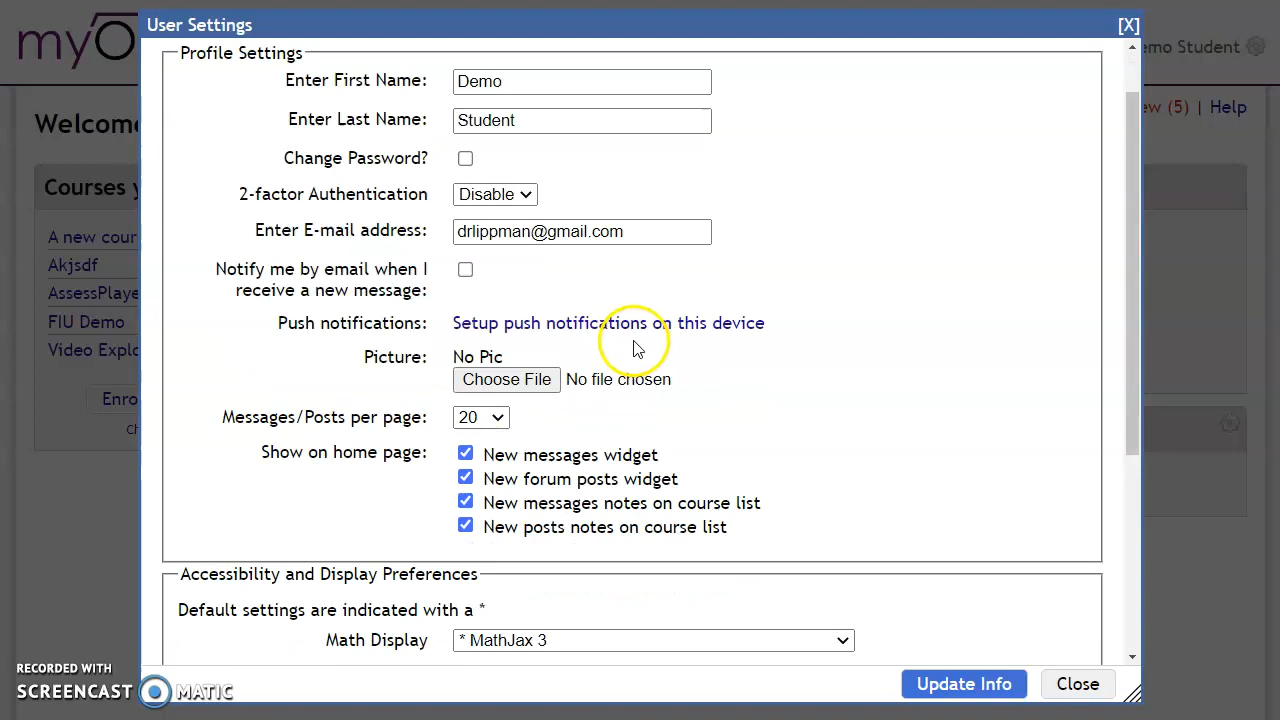 User Settings [X]
myO
emo Student
Profile Settings
Enter First Name: Demo
ew (5) | Help
Welcome
Enter Last Name: Student
Change Password?
Courses y
2-factor Authentication Disable
A new cour
Enter E-mail address: drlippman@gmail.com
Akjsdf
Notify me by email when I
receive a new message:
AssessPlaye
FIU Demo
Push notifications: Setup push notifications on this device
Video Explo
Picture: No Pic
Choose File No file chosen
Enro
Messages/Posts per page: 20
Show on home page: New messages widget
New forum posts widget
New messages notes on course list
New posts notes on course list
Accessibility and Display Preferences
Default settings are indicated with a *
Math Display * MathJax 3
RECORDED WITH
SCREENCAST MATIC
Update Info Close